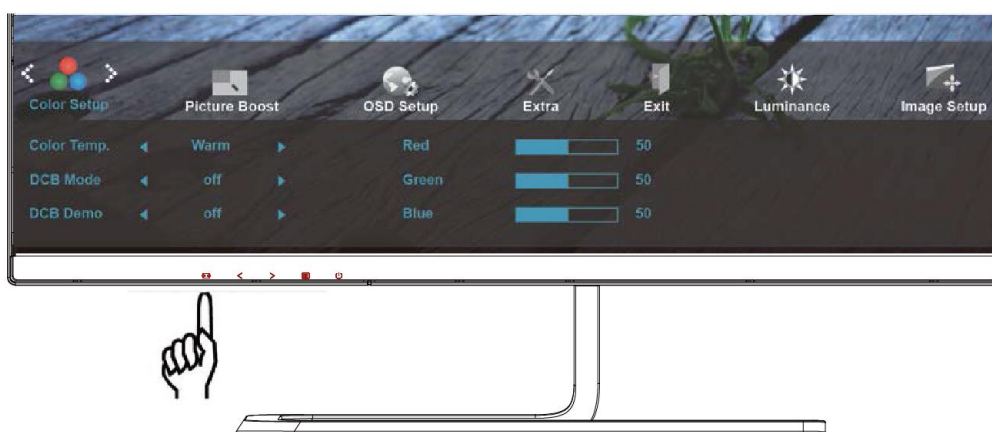 Color Setup Picture Boost OSD Setup Extra Exit Luminance Image Setup
Color Temp. Warm Red 50
DCB Mode off Green 50
DCB Demo off Blue 50